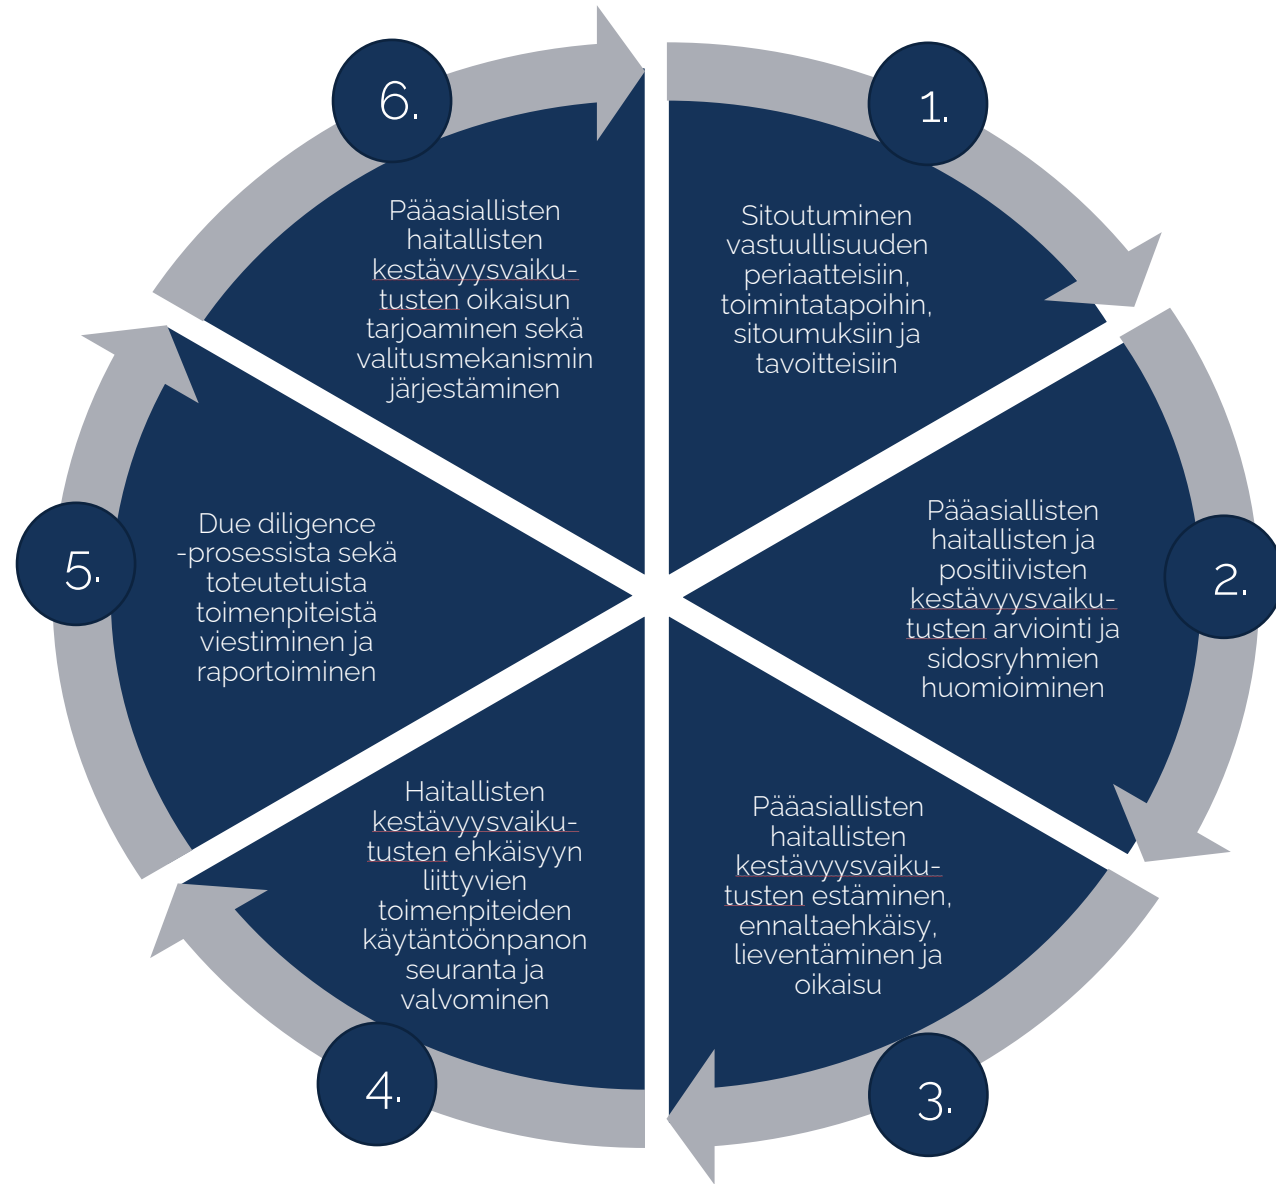 1.
Sitoutuminen
vastuullisuuden
periaatteisiin,
toimintatapoihin,
sitoumuksiin ja
tavoitteisiin
2.
Pääasiallisten
haitallisten ja
positiivisten
kestävyysvaiku-
tusten arviointi ja
sidosryhmien
huomioiminen
3.
Pääasiallisten
haitallisten
kestävyysvaiku-
tusten estäminen,
ennaltaehkäisy,
lieventäminen ja
oikaisu
4.
Haitallisten
kestävyysvaiku-
tusten ehkäisyyn
liittyvien
toimenpiteiden
käytäntöönpanon
seuranta ja
valvominen
5.
Due diligence
-prosessista sekä
toteutetuista
toimenpiteistä
viestiminen ja
raportoiminen
6.
Pääasiallisten
haitallisten
kestävyysvaiku-
tusten oikaisun
tarjoaminen sekä
valitusmekanismin
järjestäminen